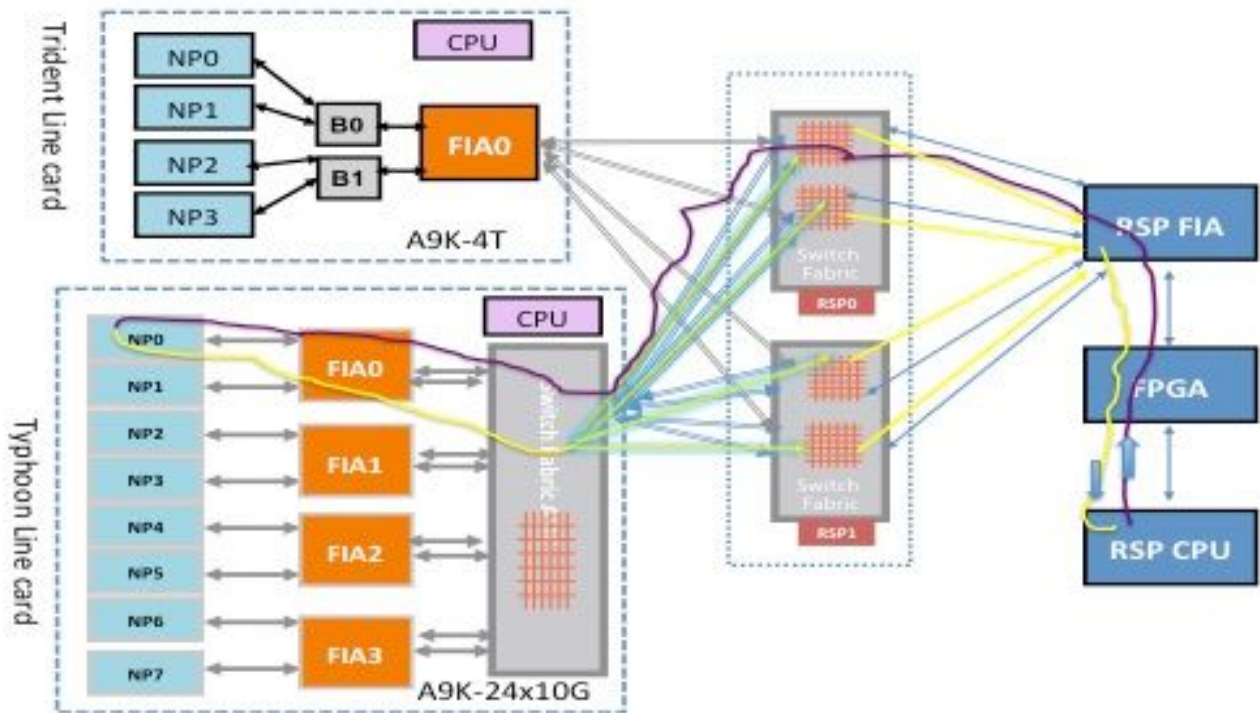 Trident Line card
NP0
NP1
NP2
NP3
B0
B1
CPU
FIA0
A9K-4T
Typhoon Line card
NP0
NP1
NP2
NP3
NP4
NP5
NP6
NP7
FIA0
FIA1
FIA2
FIA3
CPU
Switch Fabric
A9K-24x10G
Switch
Fabric
RSP0
Switch
Fabric
RSP1
RSP FIA
FPGA
RSP CPU